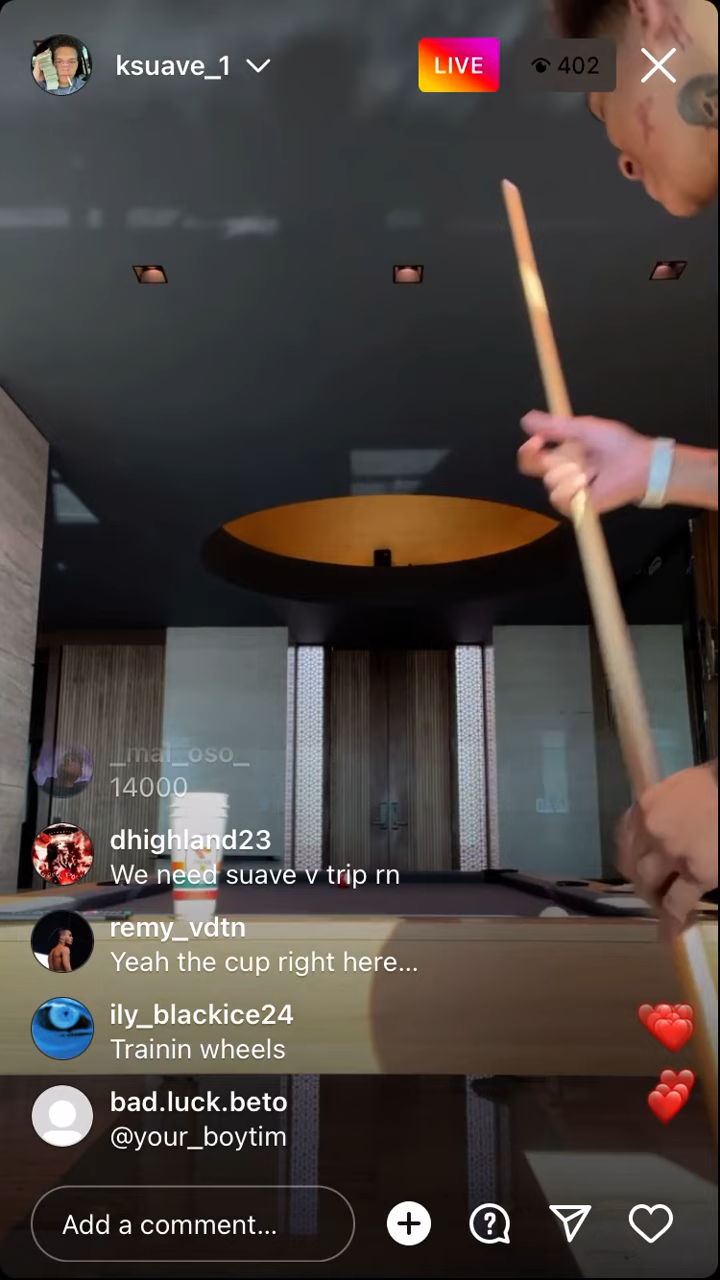 ksuave_1
LIVE
402
_mai_oso_
14000
dhighland23
We need suave v trip rn
remy_vdtn
Yeah the cup right here...
ily_blackice24
Trainin wheels
bad.luck.beto
@your_boytim
Add a comment...